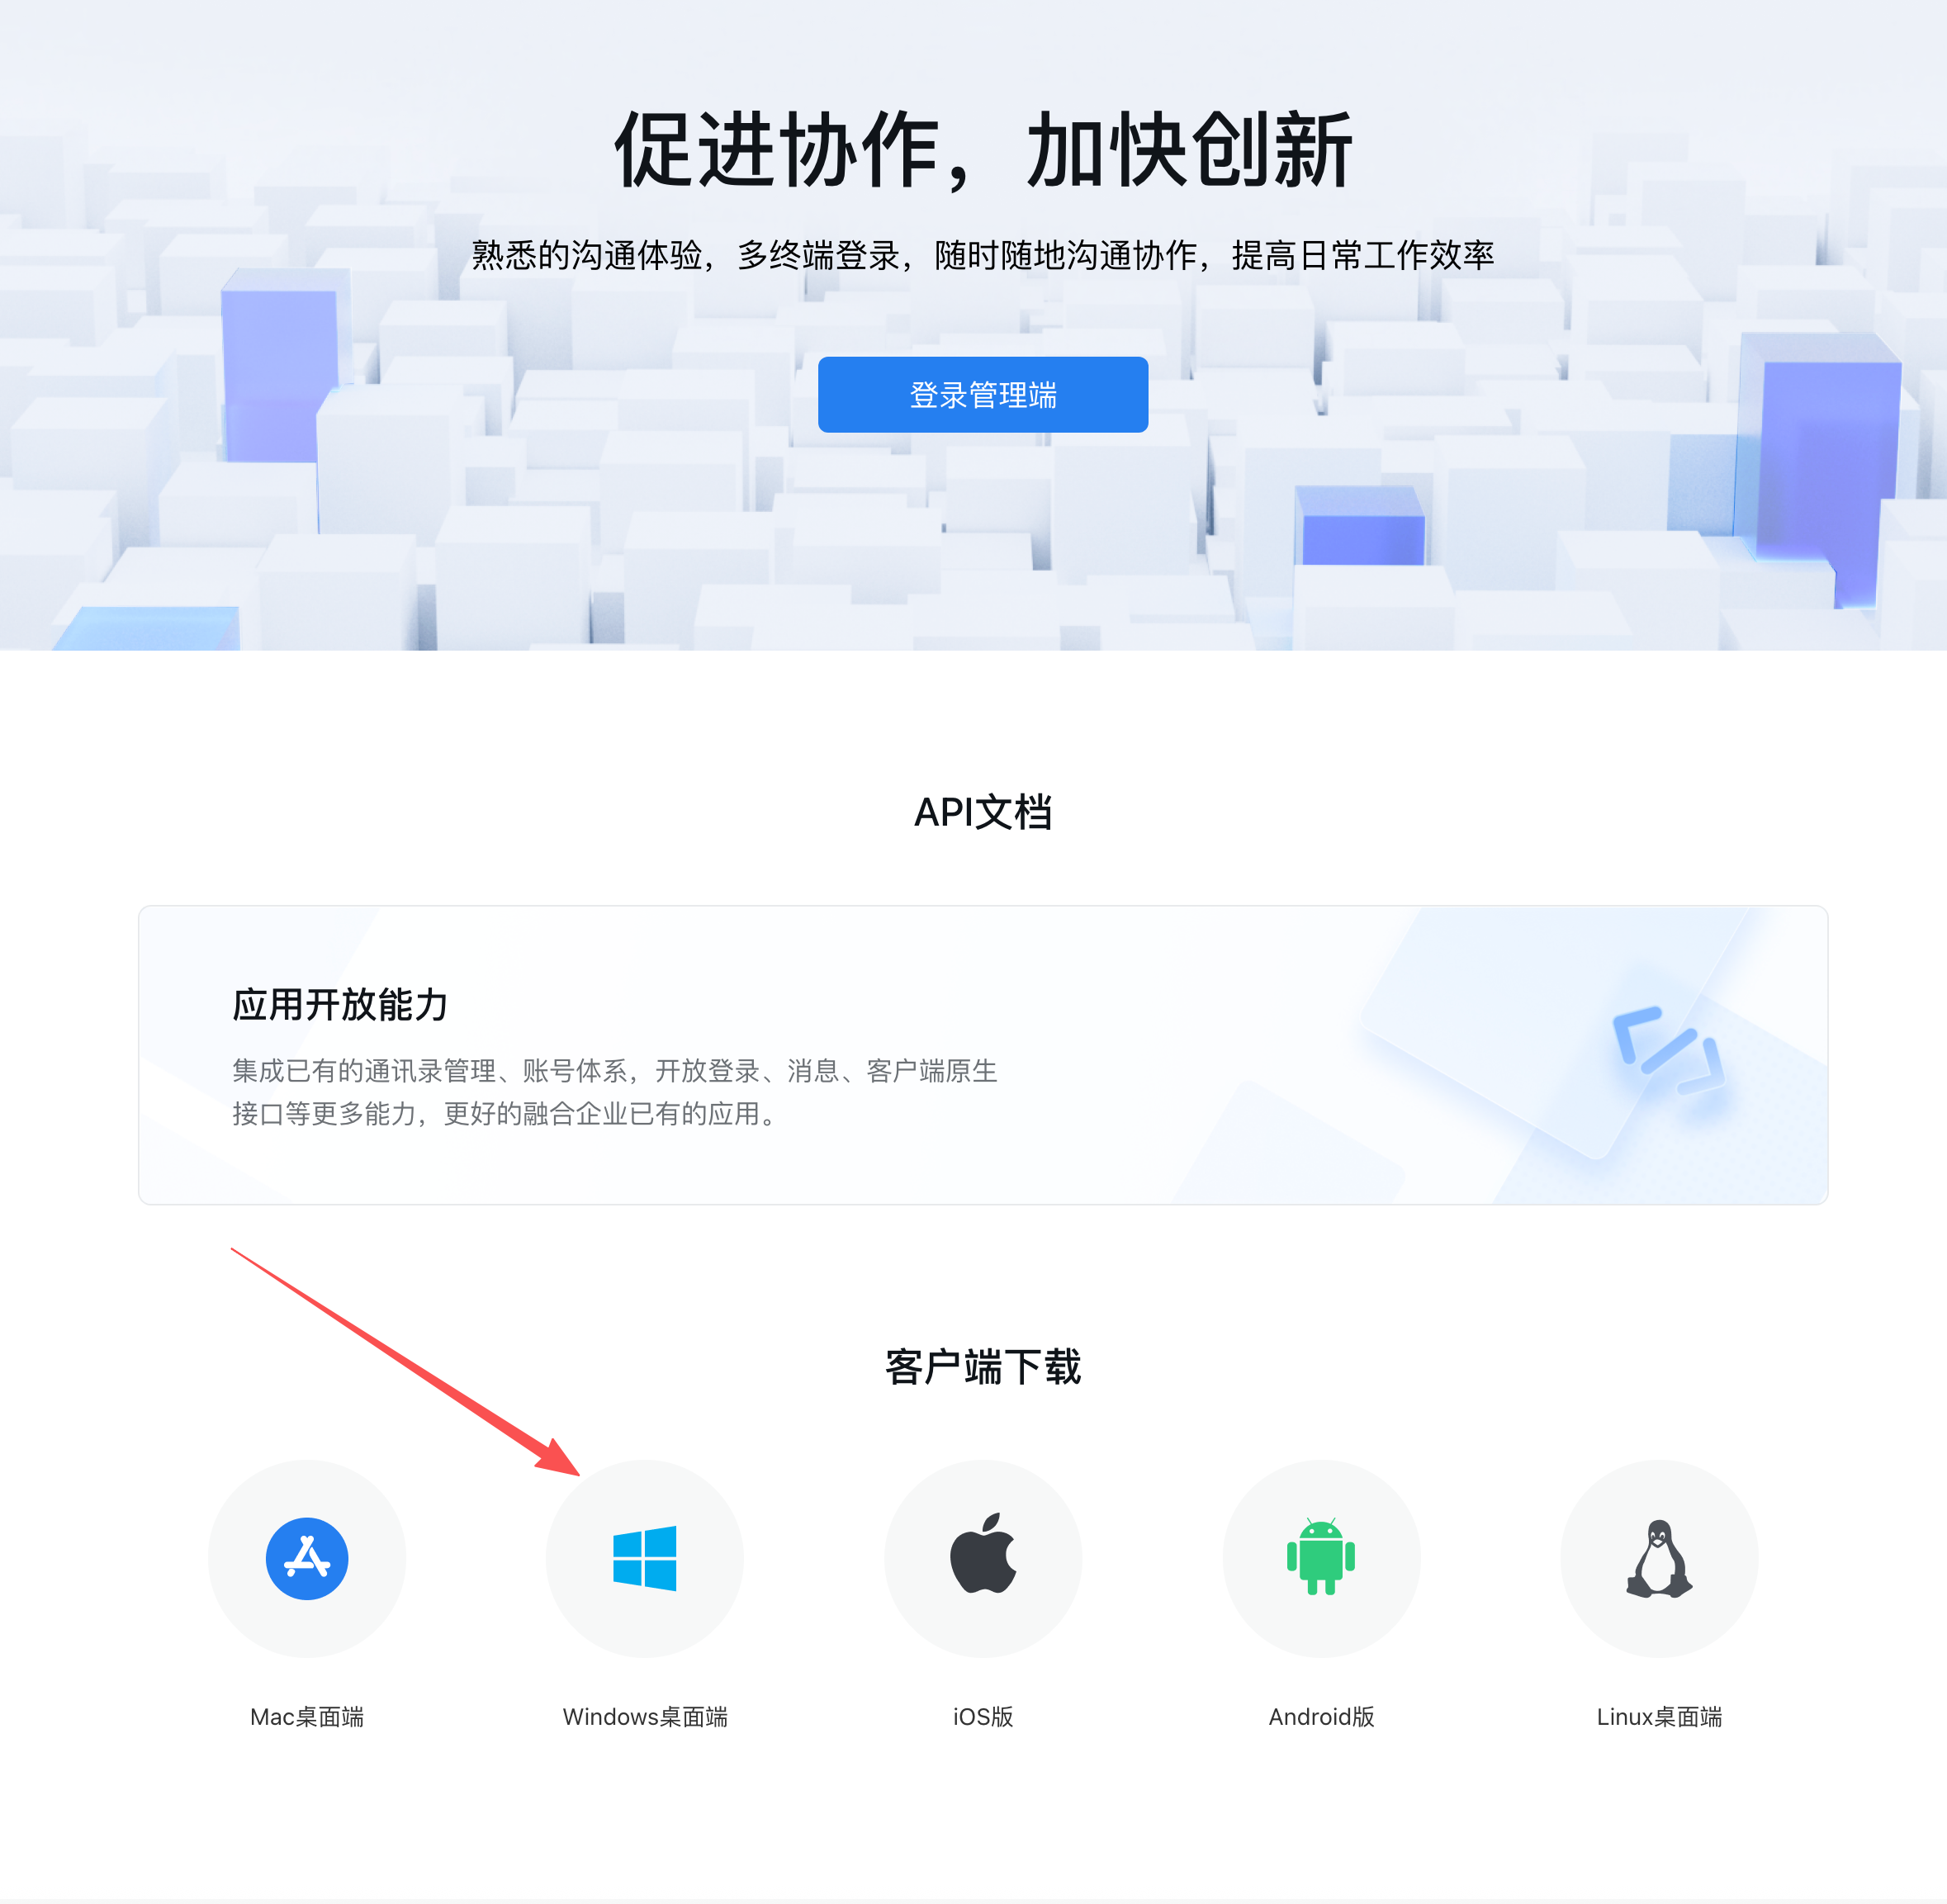 促进协作，加快创新
熟悉的沟通体验，多终端登录，随时随地沟通协作，提高日常工作效率
登录管理端
API文档
应用开放能力
集成已有的通讯录管理、账号体系，开放登录、消息、客户端原生
接口等更多能力，更好的融合企业已有的应用。
客户端下载
Mac桌面端
Windows桌面端
iOS版
Android版
Linux桌面端